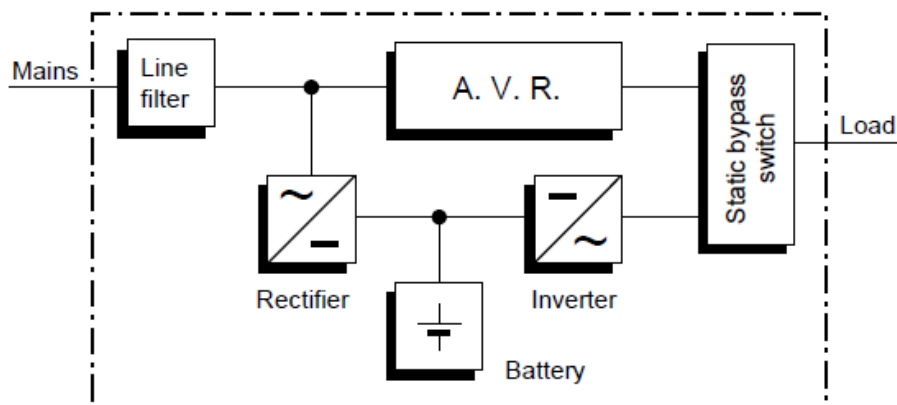 Mains
Line
filter
A. V. R.
Static bypass
switch
Load
Rectifier
Inverter
Battery